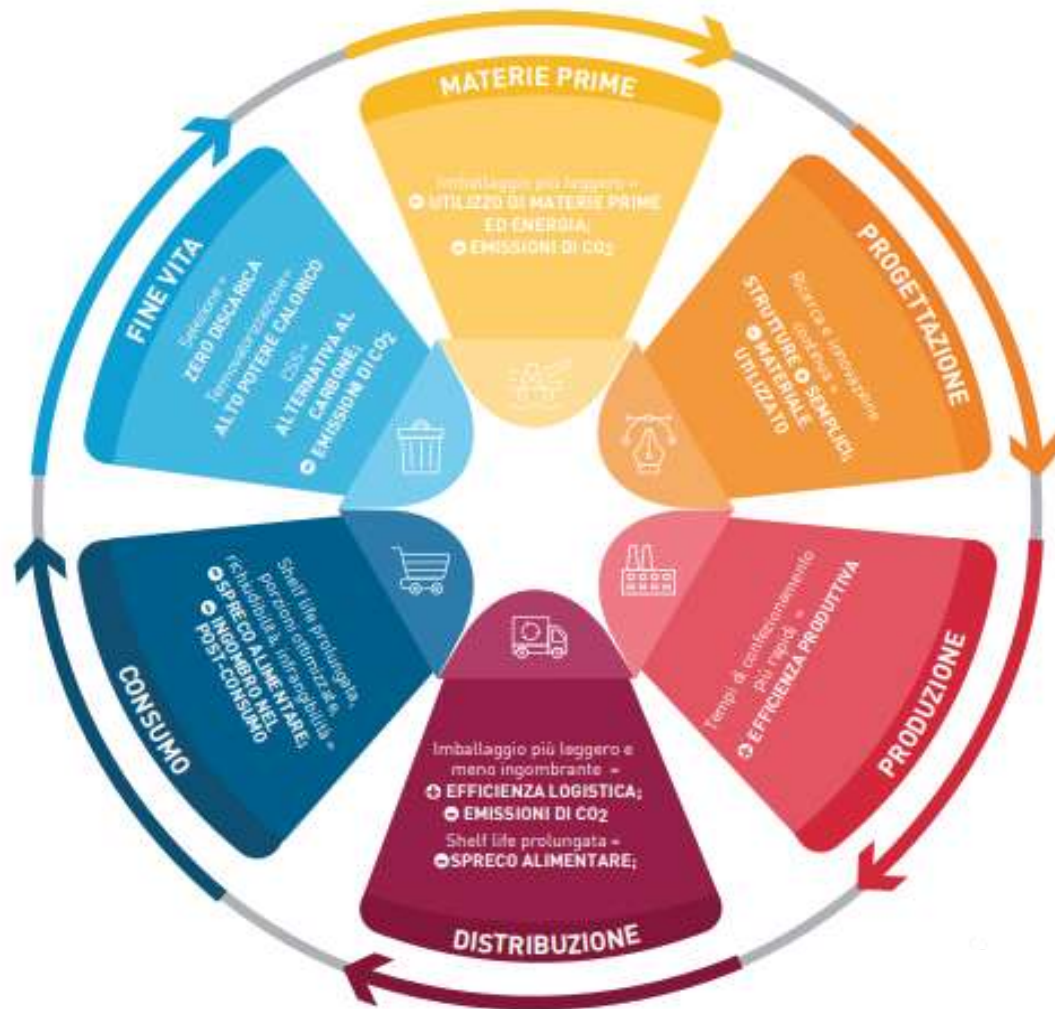 MATERIE PRIME
Imballaggio più leggero =
- UTILIZZO DI MATERIE PRIME
ED ENERGIA;
- EMISSIONI DI CO2
PROGETTAZIONE
Ricerca e innovazione
continua =
STRUTTURE + SEMPLICI;
- MATERIALE
UTILIZZATO
PRODUZIONE
Tempi di confezionamento
più rapidi =
+ EFFICIENZA PRODUTTIVA
DISTRIBUZIONE
Imballaggio più leggero e
meno ingombrante =
+ EFFICIENZA LOGISTICA;
- EMISSIONI DI CO2
Shelf life prolungata =
- SPRECO ALIMENTARE;
CONSUMO
Shelf life prolungata,
porzioni ottimizzate,
richiudibilità, infrangibilità =
- SPRECO ALIMENTARE;
- INGOMBRO NEL
POST-CONSUMO
FINE VITA
Selezione =
ZERO DISCARICA
Termovalorizzazione=
ALTO POTERE CALORICO
CSS=
ALTERNATIVA AL
CARBONE;
- EMISSIONI DI CO2